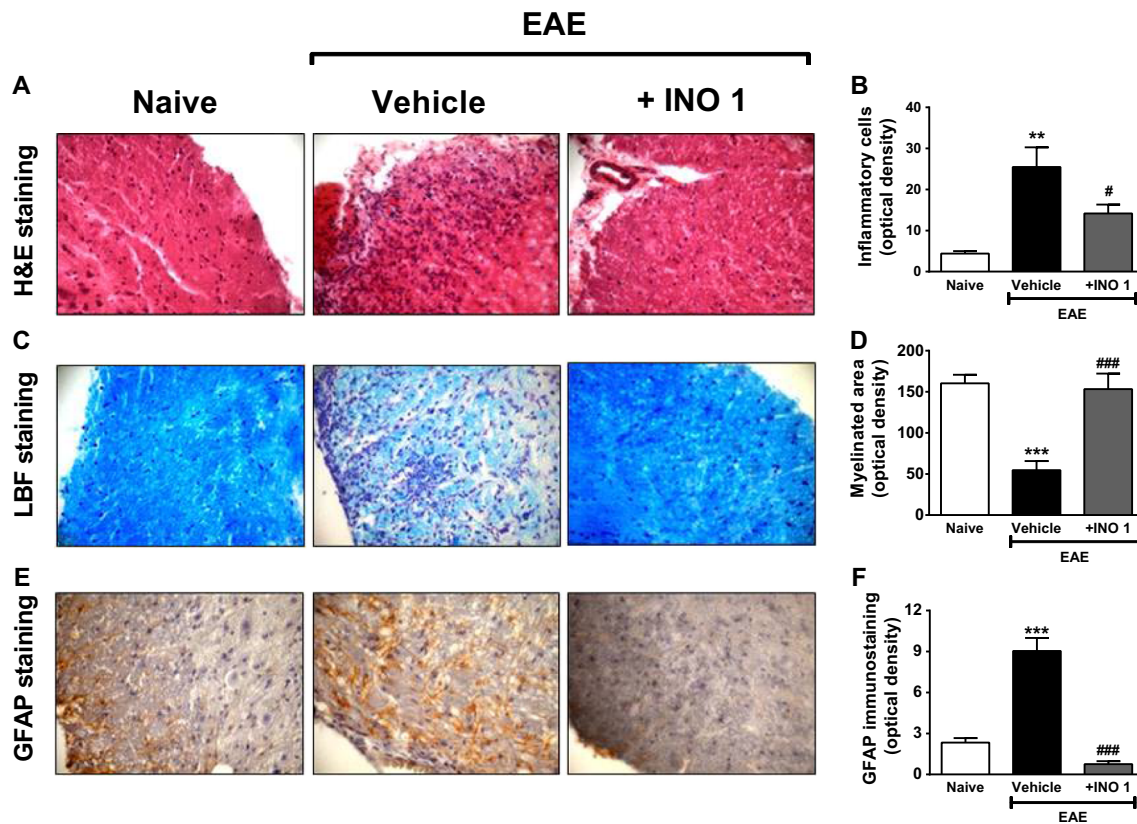 EAE
A
Naive
Vehicle
+ INO 1
H&E staining
B
Inflammatory cells
(optical density)
40
30
20
10
0
**
#
Naive
Vehicle
+INO 1
EAE
C
LBF staining
D
Myelinated area
(optical density)
200
150
100
50
0
***
###
Naive
Vehicle
+INO 1
EAE
E
GFAP staining
F
GFAP immunostaining
(optical density)
12
9
6
3
0
***
###
Naive
Vehicle
+INO 1
EAE